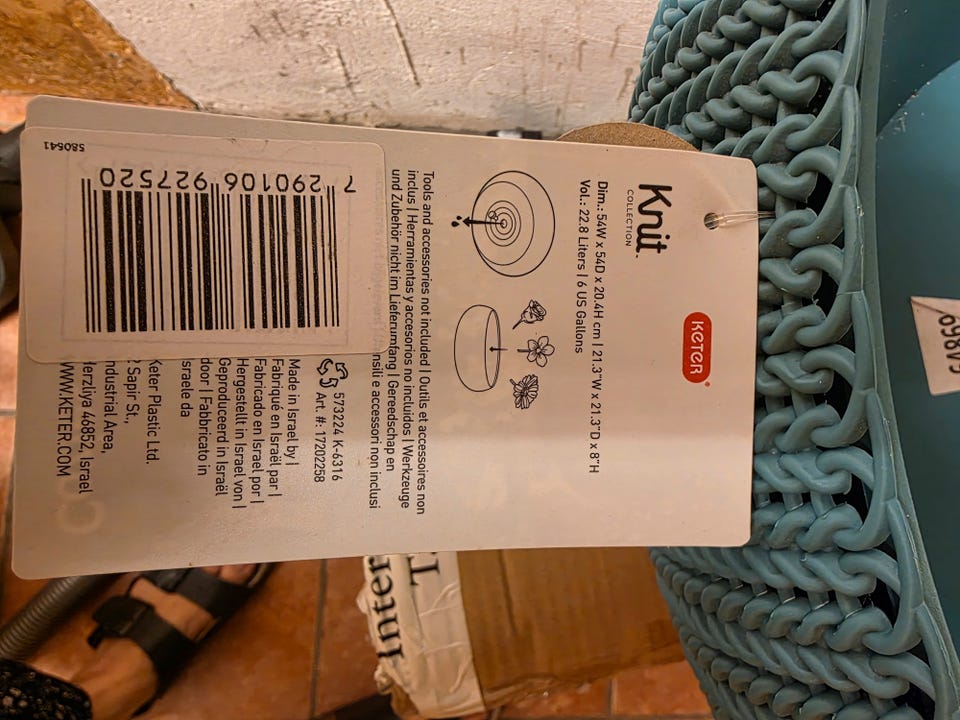 Knit
COLLECTION
KETER
Dim.: 54W x 54D x 20.4H cm | 21.3"W x 21.3"D x 8"H
Vol.: 22.8 Liters | 6 US Gallons
Tools and accessories not included | Outils et accessoires non
inclus | Herramientas y accesorios no incluidos | Werkzeuge
und Zubehör nicht im Lieferumfang | Gereedschap en
accessori non inclusi
573224 K-6316
Art. #: 17202258
Made in Israel by |
Fabriqué en Israël par |
Fabricado en Israel por |
Hergestellt in Israel von |
Geproduceerd in Israël
door | Fabbricato in
Israele da
Keter Plastic Ltd.
2 Sapir St.,
Industrial Area,
Herzliya 46852, Israel
WWW.KETER.COM
7 290106 927520
580541
Inter